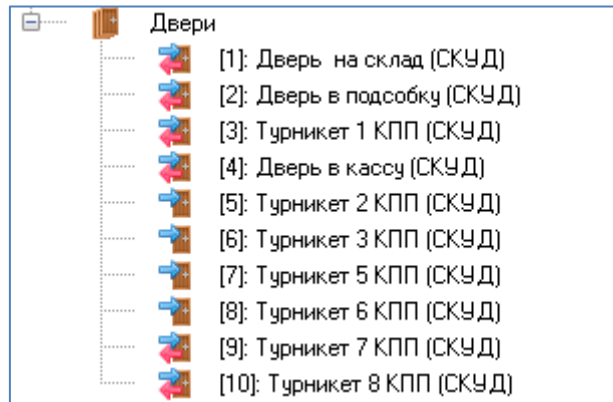 Двери
[1]: Дверь на склад (СКУД)
[2]: Дверь в подсобку (СКУД)
[3]: Турникет 1 КПП (СКУД)
[4]: Дверь в кассу (СКУД)
[5]: Турникет 2 КПП (СКУД)
[6]: Турникет 3 КПП (СКУД)
[7]: Турникет 5 КПП (СКУД)
[8]: Турникет 6 КПП (СКУД)
[9]: Турникет 7 КПП (СКУД)
[10]: Турникет 8 КПП (СКУД)